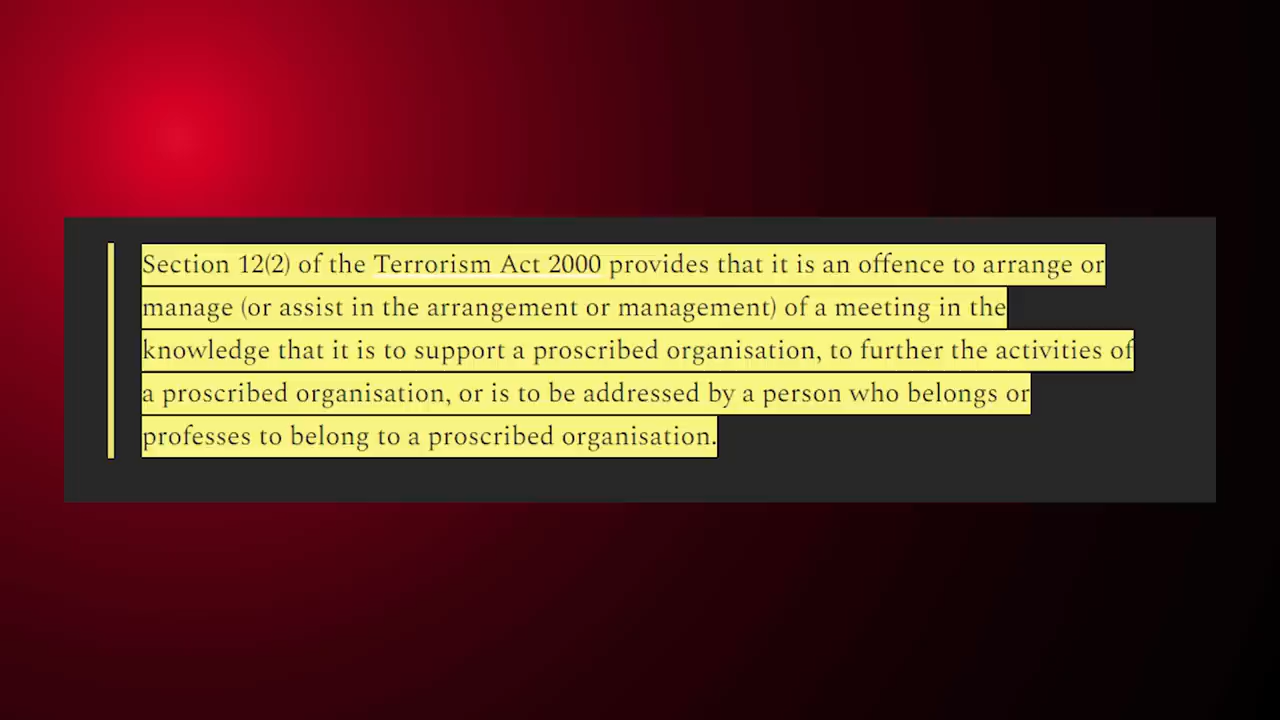 Section 12(2) of the Terrorism Act 2000 provides that it is an offence to arrange or
manage (or assist in the arrangement or management) of a meeting in the
knowledge that it is to support a proscribed organisation, to further the activities of
a proscribed organisation, or is to be addressed by a person who belongs or
professes to belong to a proscribed organisation.